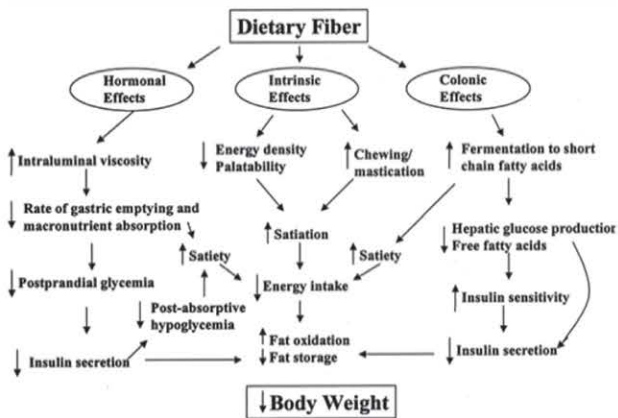 Dietary Fiber
Hormonal
Effects
Intrinsic
Effects
Colonic
Effects
↑ Intraluminal viscosity
↓ Energy density
Palatability
↑ Chewing/
mastication
↑ Fermentation to short
chain fatty acids
↓ Rate of gastric emptying and
macronutrient absorption
↑ Satiety
↑ Satiation
↑ Satiety
↓ Hepatic glucose production
Free fatty acids
↓ Postprandial glycemia
↓ Post-absorptive
hypoglycemia
↓ Energy intake
↑ Insulin sensitivity
↓ Insulin secretion
↑ Fat oxidation
↓ Fat storage
↓ Insulin secretion
↓ Body Weight